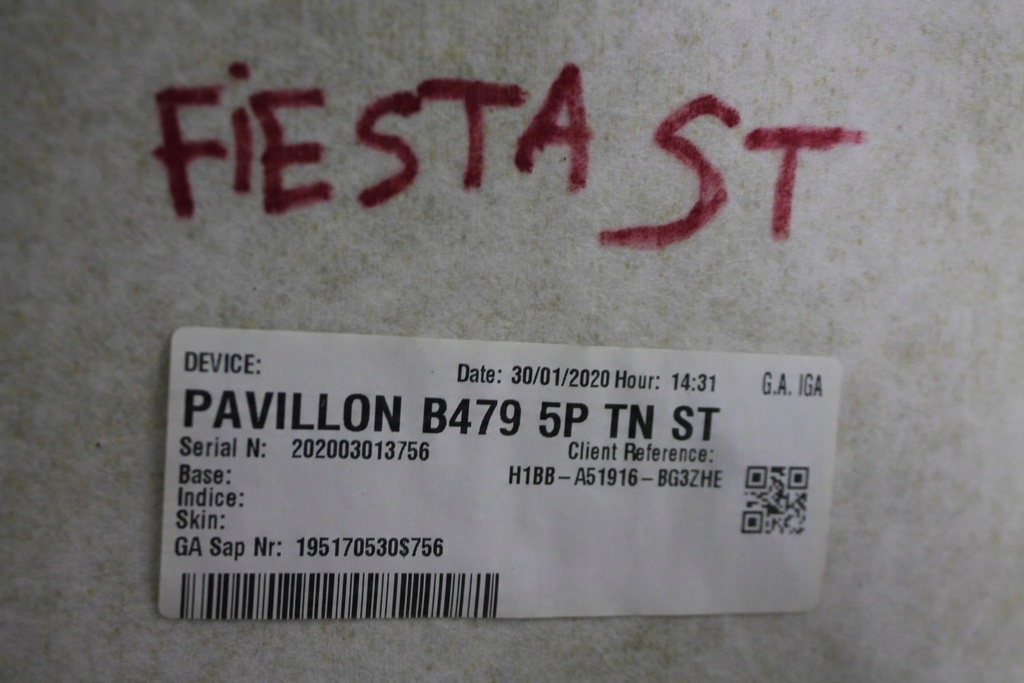 FiESTA ST
DEVICE:
Date: 30/01/2020 Hour: 14:31
G.A. IGA
PAVILLON B479 5P TN ST
Serial N: 202003013756
Client Reference:
Base:
H1BB-A51916-BG3ZHE
Indice:
Skin:
GA Sap Nr: 195170530$756